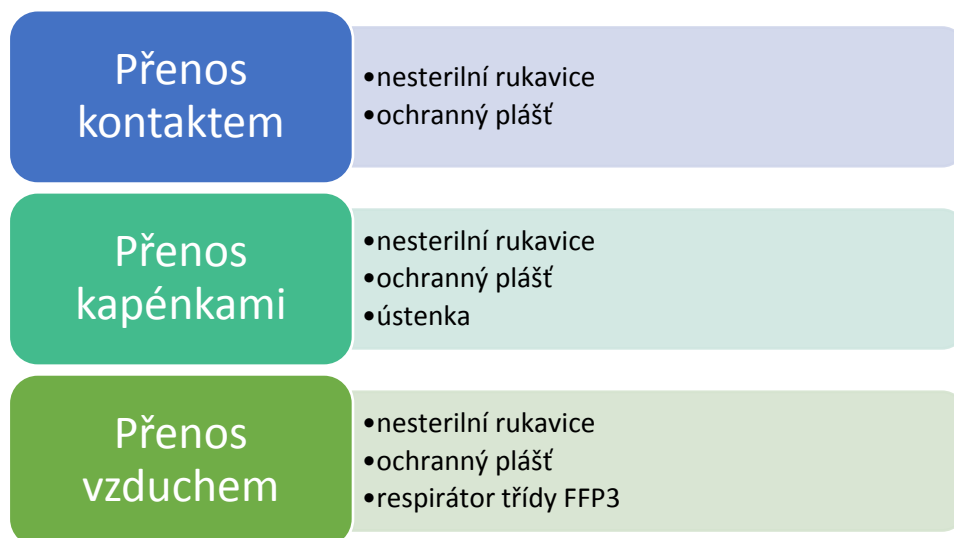 Přenos
kontaktem
•nesterilní rukavice
•ochranný plášť
Přenos
kapénkami
•nesterilní rukavice
•ochranný plášť
•ústenka
Přenos
vzduchem
•nesterilní rukavice
•ochranný plášť
•respirátor třídy FFP3